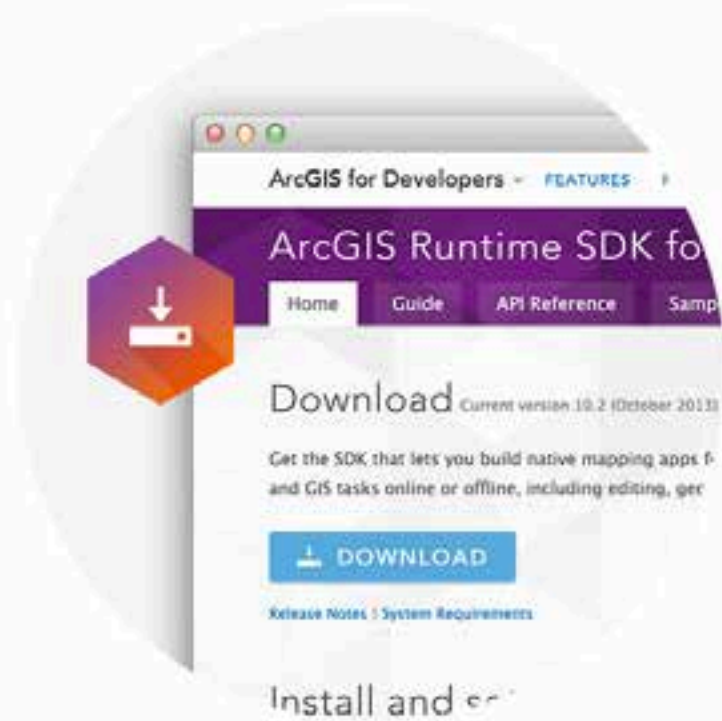 ArcGIS for Developers FEATURES
ArcGIS Runtime SDK fo
Home Guide API Reference Samp
Download Current version 10.2 (October 2013)
Get the SDK that lets you build native mapping apps f
and GIS tasks online or offline, including editing, ger
DOWNLOAD
Release Notes | System Requirements
Install and